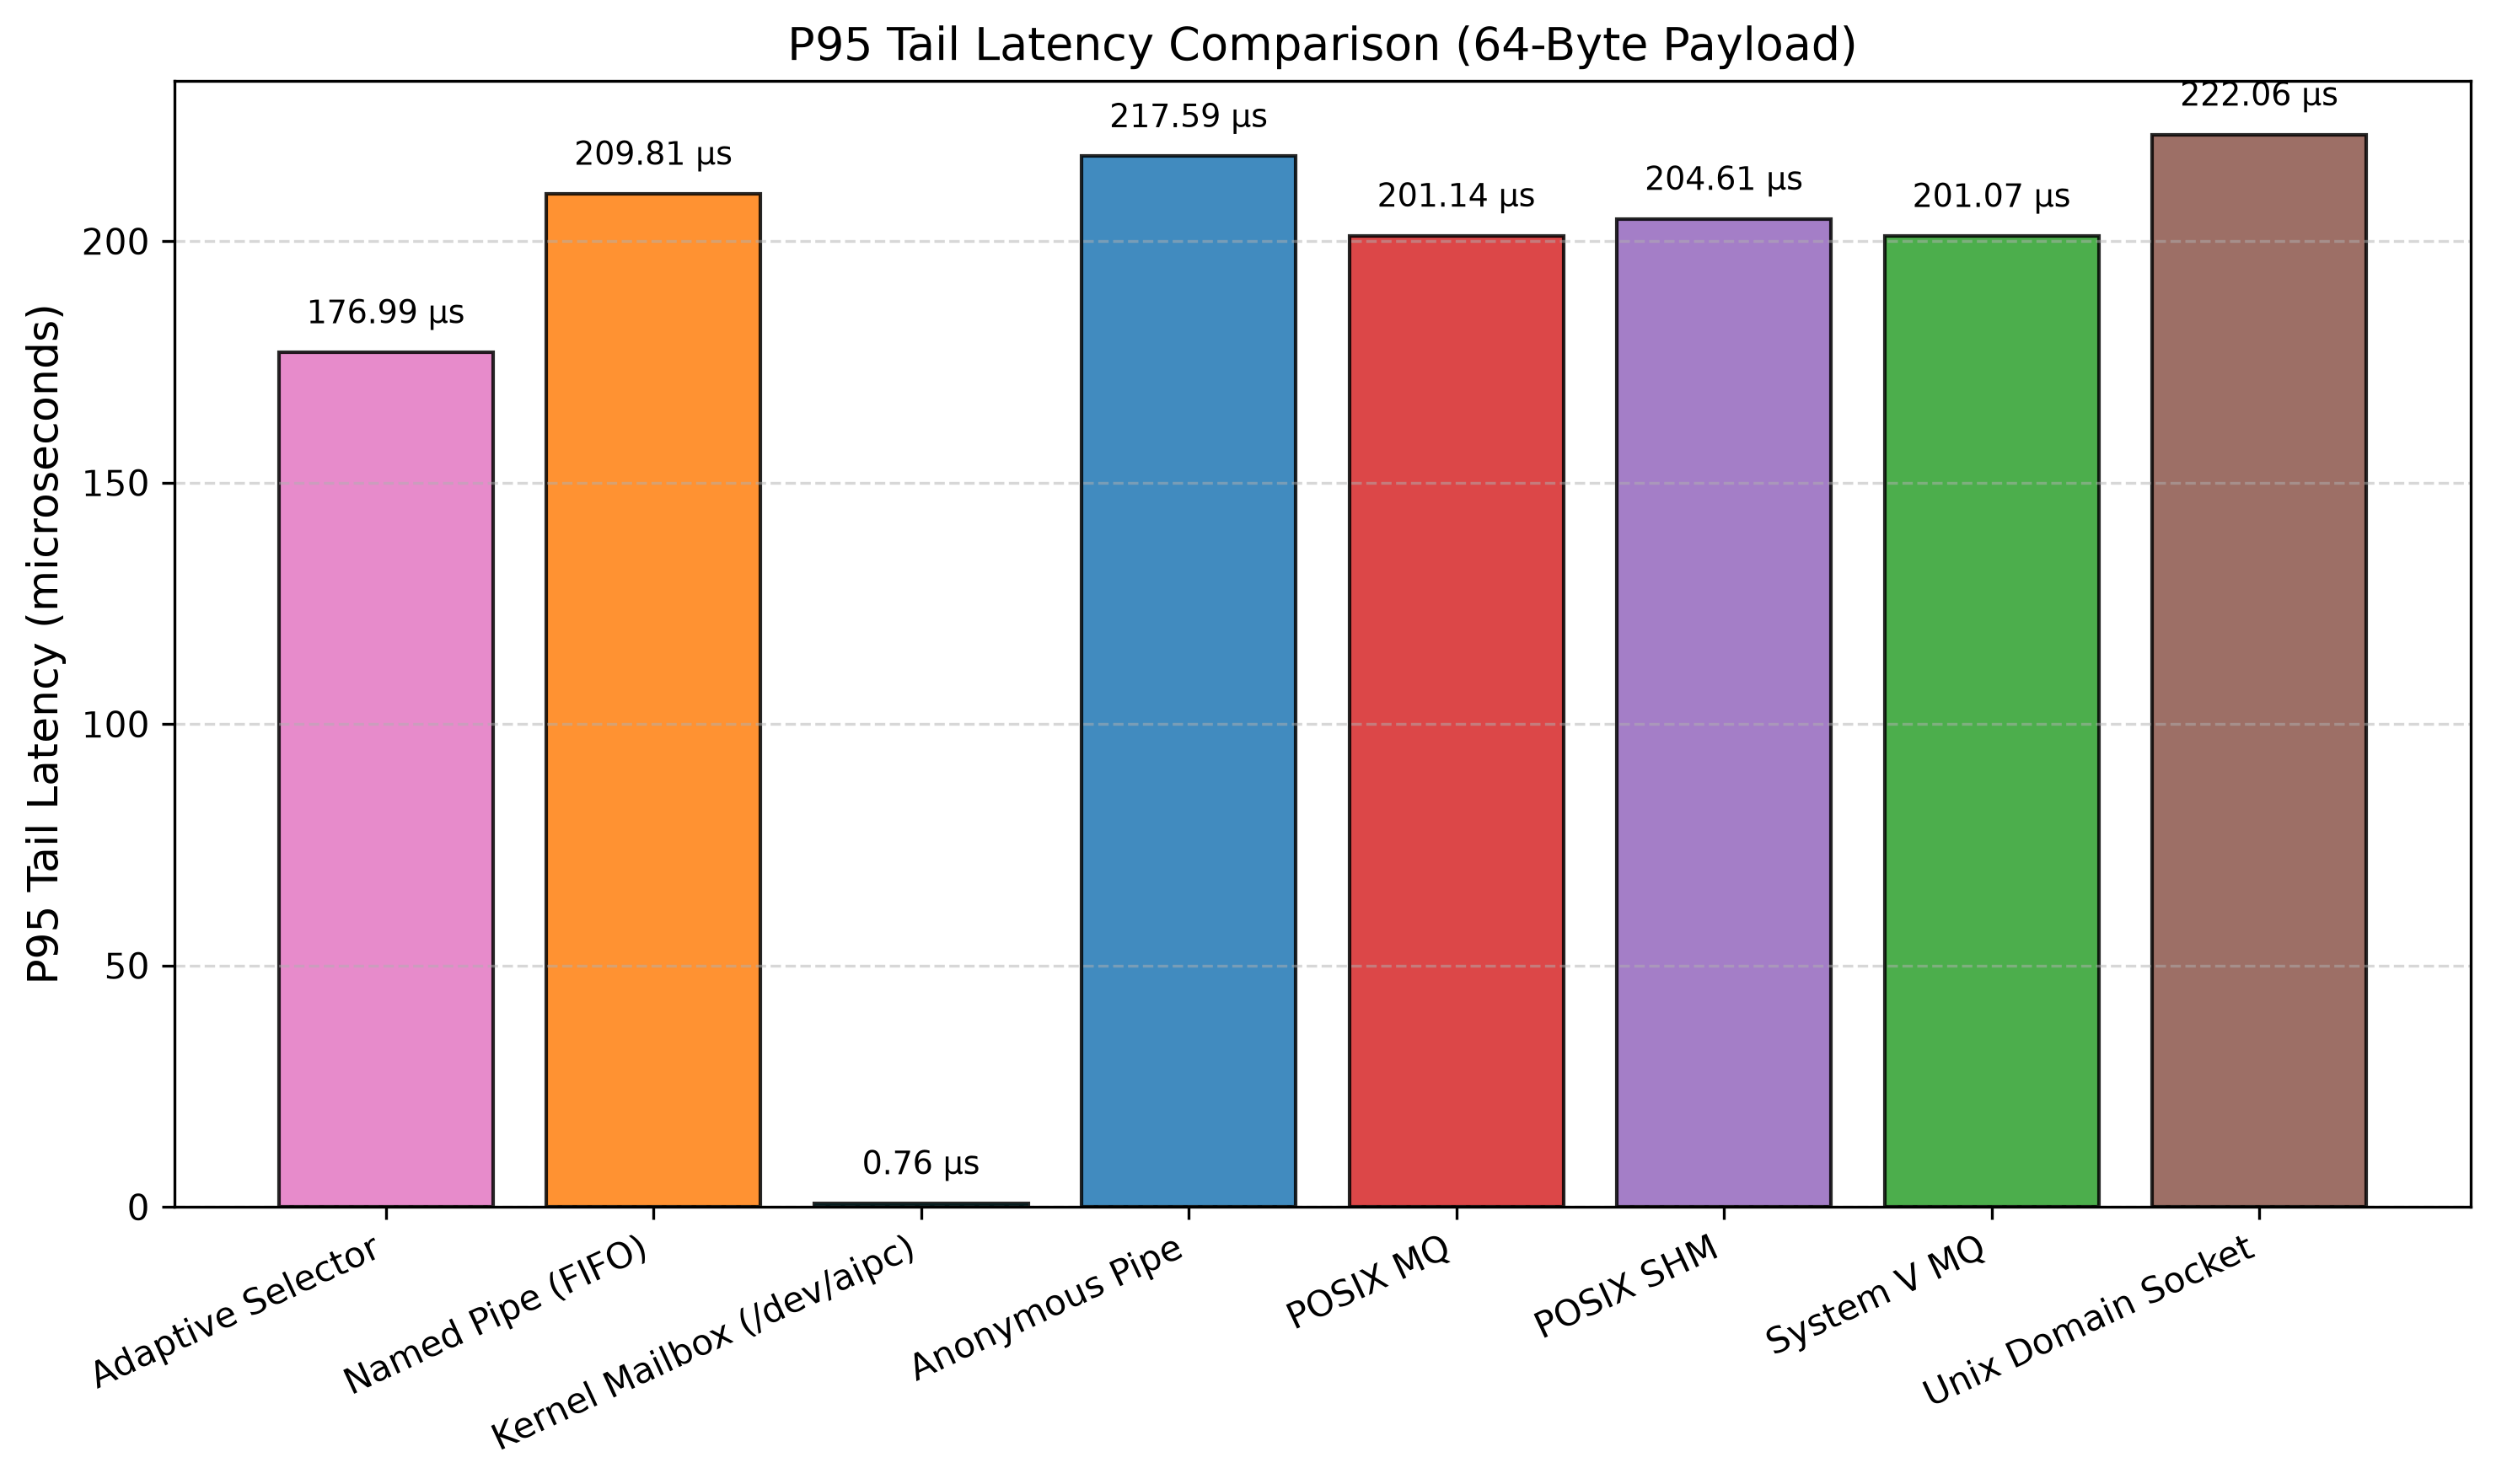 P95 Tail Latency Comparison (64-Byte Payload)
P95 Tail Latency (microseconds)
200
150
100
50
0
176.99 µs
209.81 µs
0.76 µs
217.59 µs
201.14 µs
204.61 µs
201.07 µs
222.06 µs
Adaptive Selector
Named Pipe (FIFO)
Kernel Mailbox (/dev/aipc)
Anonymous Pipe
POSIX MQ
POSIX SHM
System V MQ
Unix Domain Socket